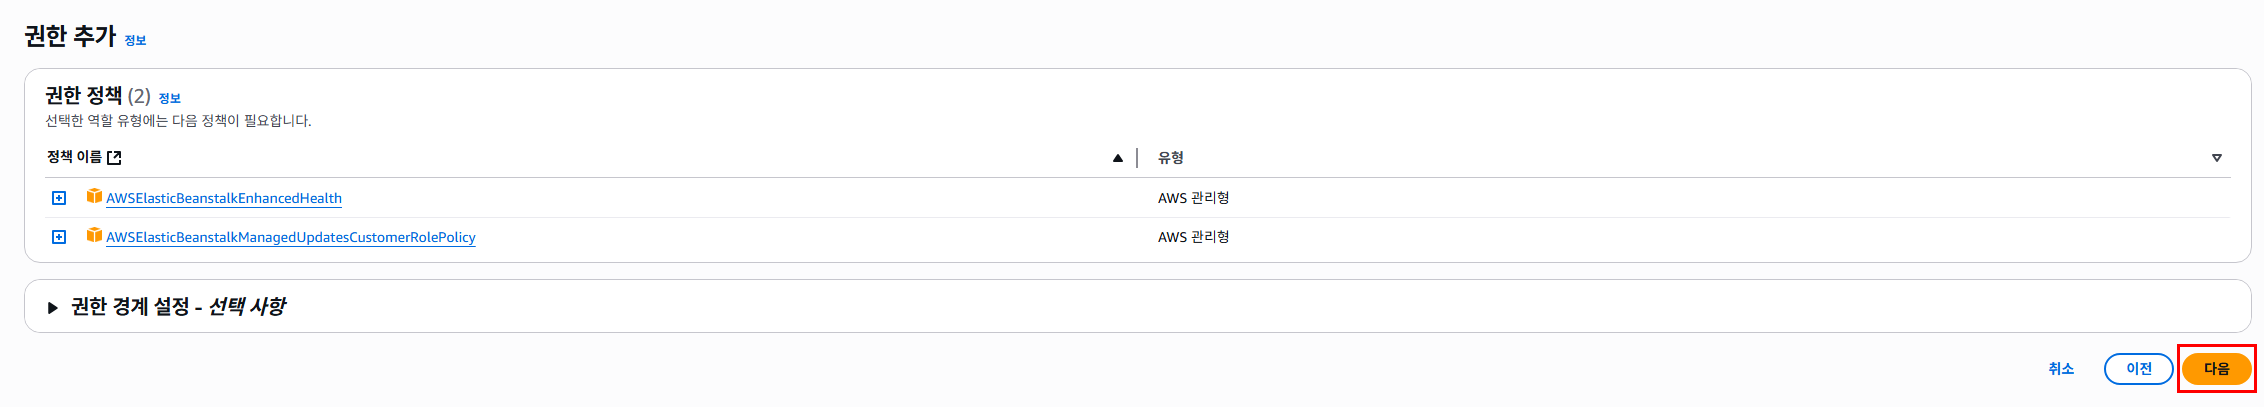 권한 추가 정보
권한 정책 (2) 정보
선택한 역할 유형에는 다음 정책이 필요합니다.
정책 이름 유형
AWSElasticBeanstalkEnhancedHealth AWS 관리형
AWSElasticBeanstalkManagedUpdatesCustomerRolePolicy AWS 관리형
권한 경계 설정 - 선택 사항
취소 이전 다음